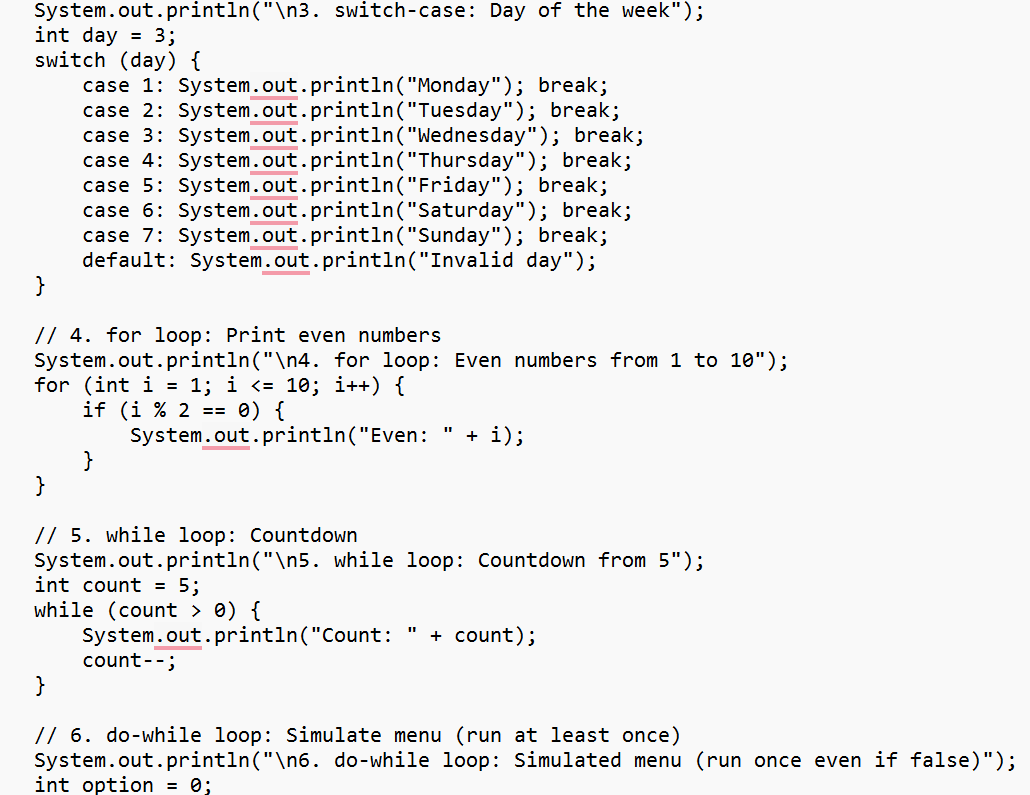 System.out.println("\n3. switch-case: Day of the week");
int day = 3;
switch (day) {
    case 1: System.out.println("Monday"); break;
    case 2: System.out.println("Tuesday"); break;
    case 3: System.out.println("Wednesday"); break;
    case 4: System.out.println("Thursday"); break;
    case 5: System.out.println("Friday"); break;
    case 6: System.out.println("Saturday"); break;
    case 7: System.out.println("Sunday"); break;
    default: System.out.println("Invalid day");
}

// 4. for loop: Print even numbers
System.out.println("\n4. for loop: Even numbers from 1 to 10");
for (int i = 1; i <= 10; i++) {
    if (i % 2 == 0) {
        System.out.println("Even: " + i);
    }
}

// 5. while loop: Countdown
System.out.println("\n5. while loop: Countdown from 5");
int count = 5;
while (count > 0) {
    System.out.println("Count: " + count);
    count--;
}

// 6. do-while loop: Simulate menu (run at least once)
System.out.println("\n6. do-while loop: Simulated menu (run once even if false)");
int option = 0;